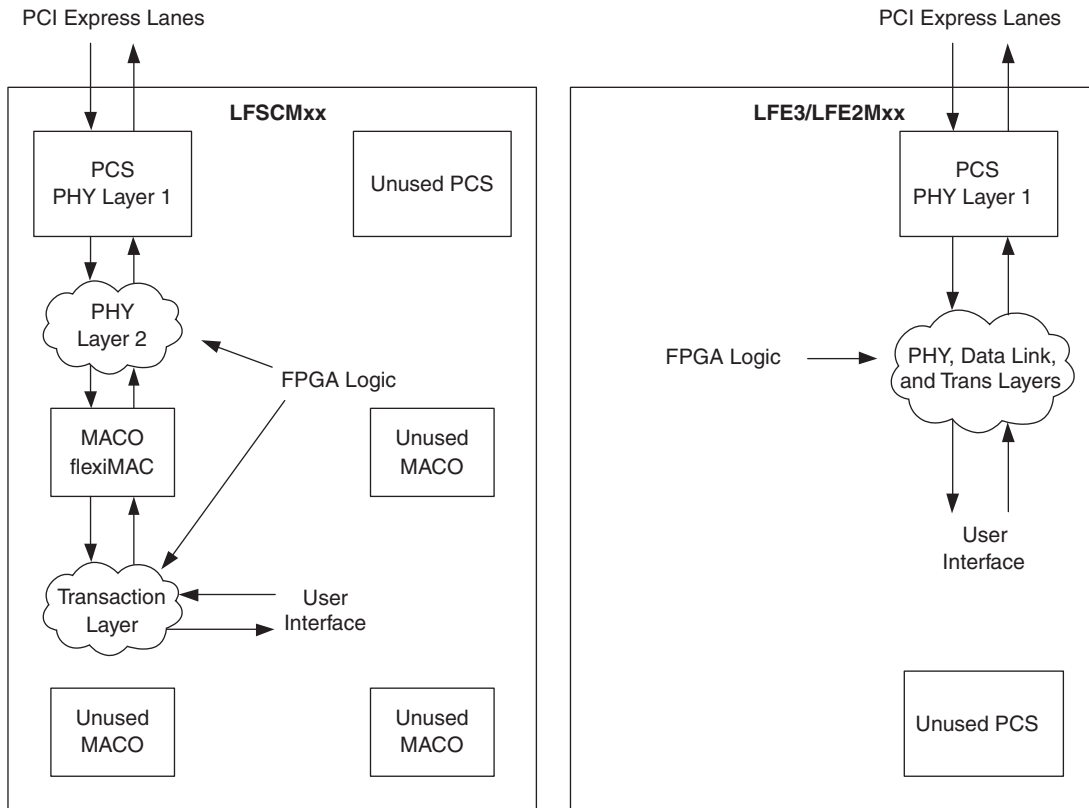 PCI Express Lanes
LFSCMxx
PCS
PHY Layer 1
Unused PCS
PHY
Layer 2
FPGA Logic
MACO
flexiMAC
Unused
MACO
Transaction
Layer
User
Interface
Unused
MACO
Unused
MACO
PCI Express Lanes
LFE3/LFE2Mxx
PCS
PHY Layer 1
FPGA Logic
PHY, Data Link,
and Trans Layers
User
Interface
Unused PCS